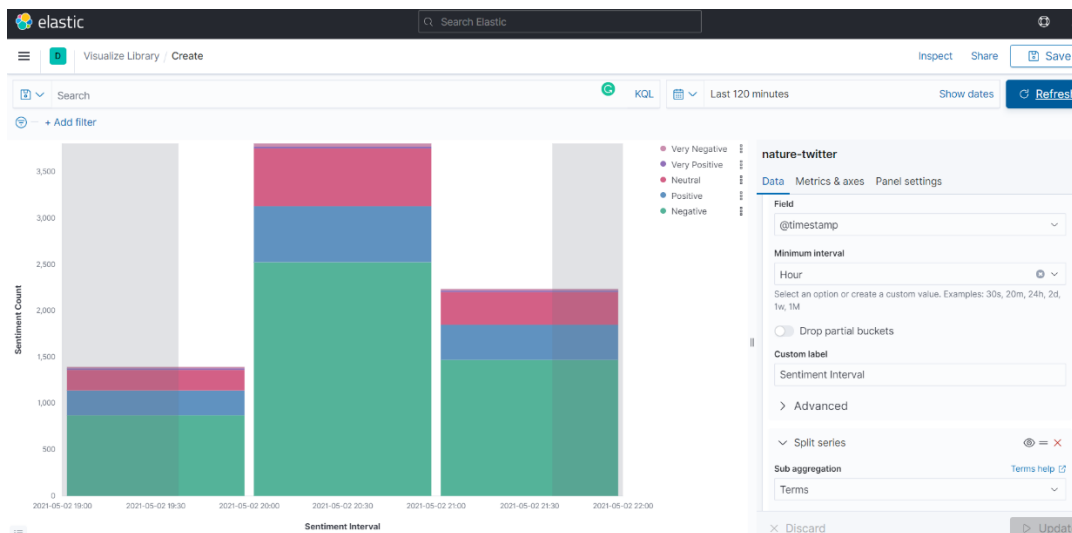 elastic
Search Elastic
D
Visualize Library / Create
Inspect
Share
Save
Search
KQL
Last 120 minutes
Show dates
Refresh
+ Add filter
3,500
3,000
2,500
2,000
1,500
1,000
500
0
Sentiment Count
2021-05-02 19:00
2021-05-02 19:30
2021-05-02 20:00
2021-05-02 20:30
2021-05-02 21:00
2021-05-02 21:30
2021-05-02 22:00
Sentiment Interval
Very Negative
Very Positive
Neutral
Positive
Negative
nature-twitter
Data
Metrics & axes
Panel settings
Field
@timestamp
Minimum interval
Hour
Select an option or create a custom value. Examples: 30s, 20m, 24h, 2d,
1w, 1M
Drop partial buckets
Custom label
Sentiment Interval
Advanced
Split series
Sub aggregation
Terms help
Terms
Discard
Updat